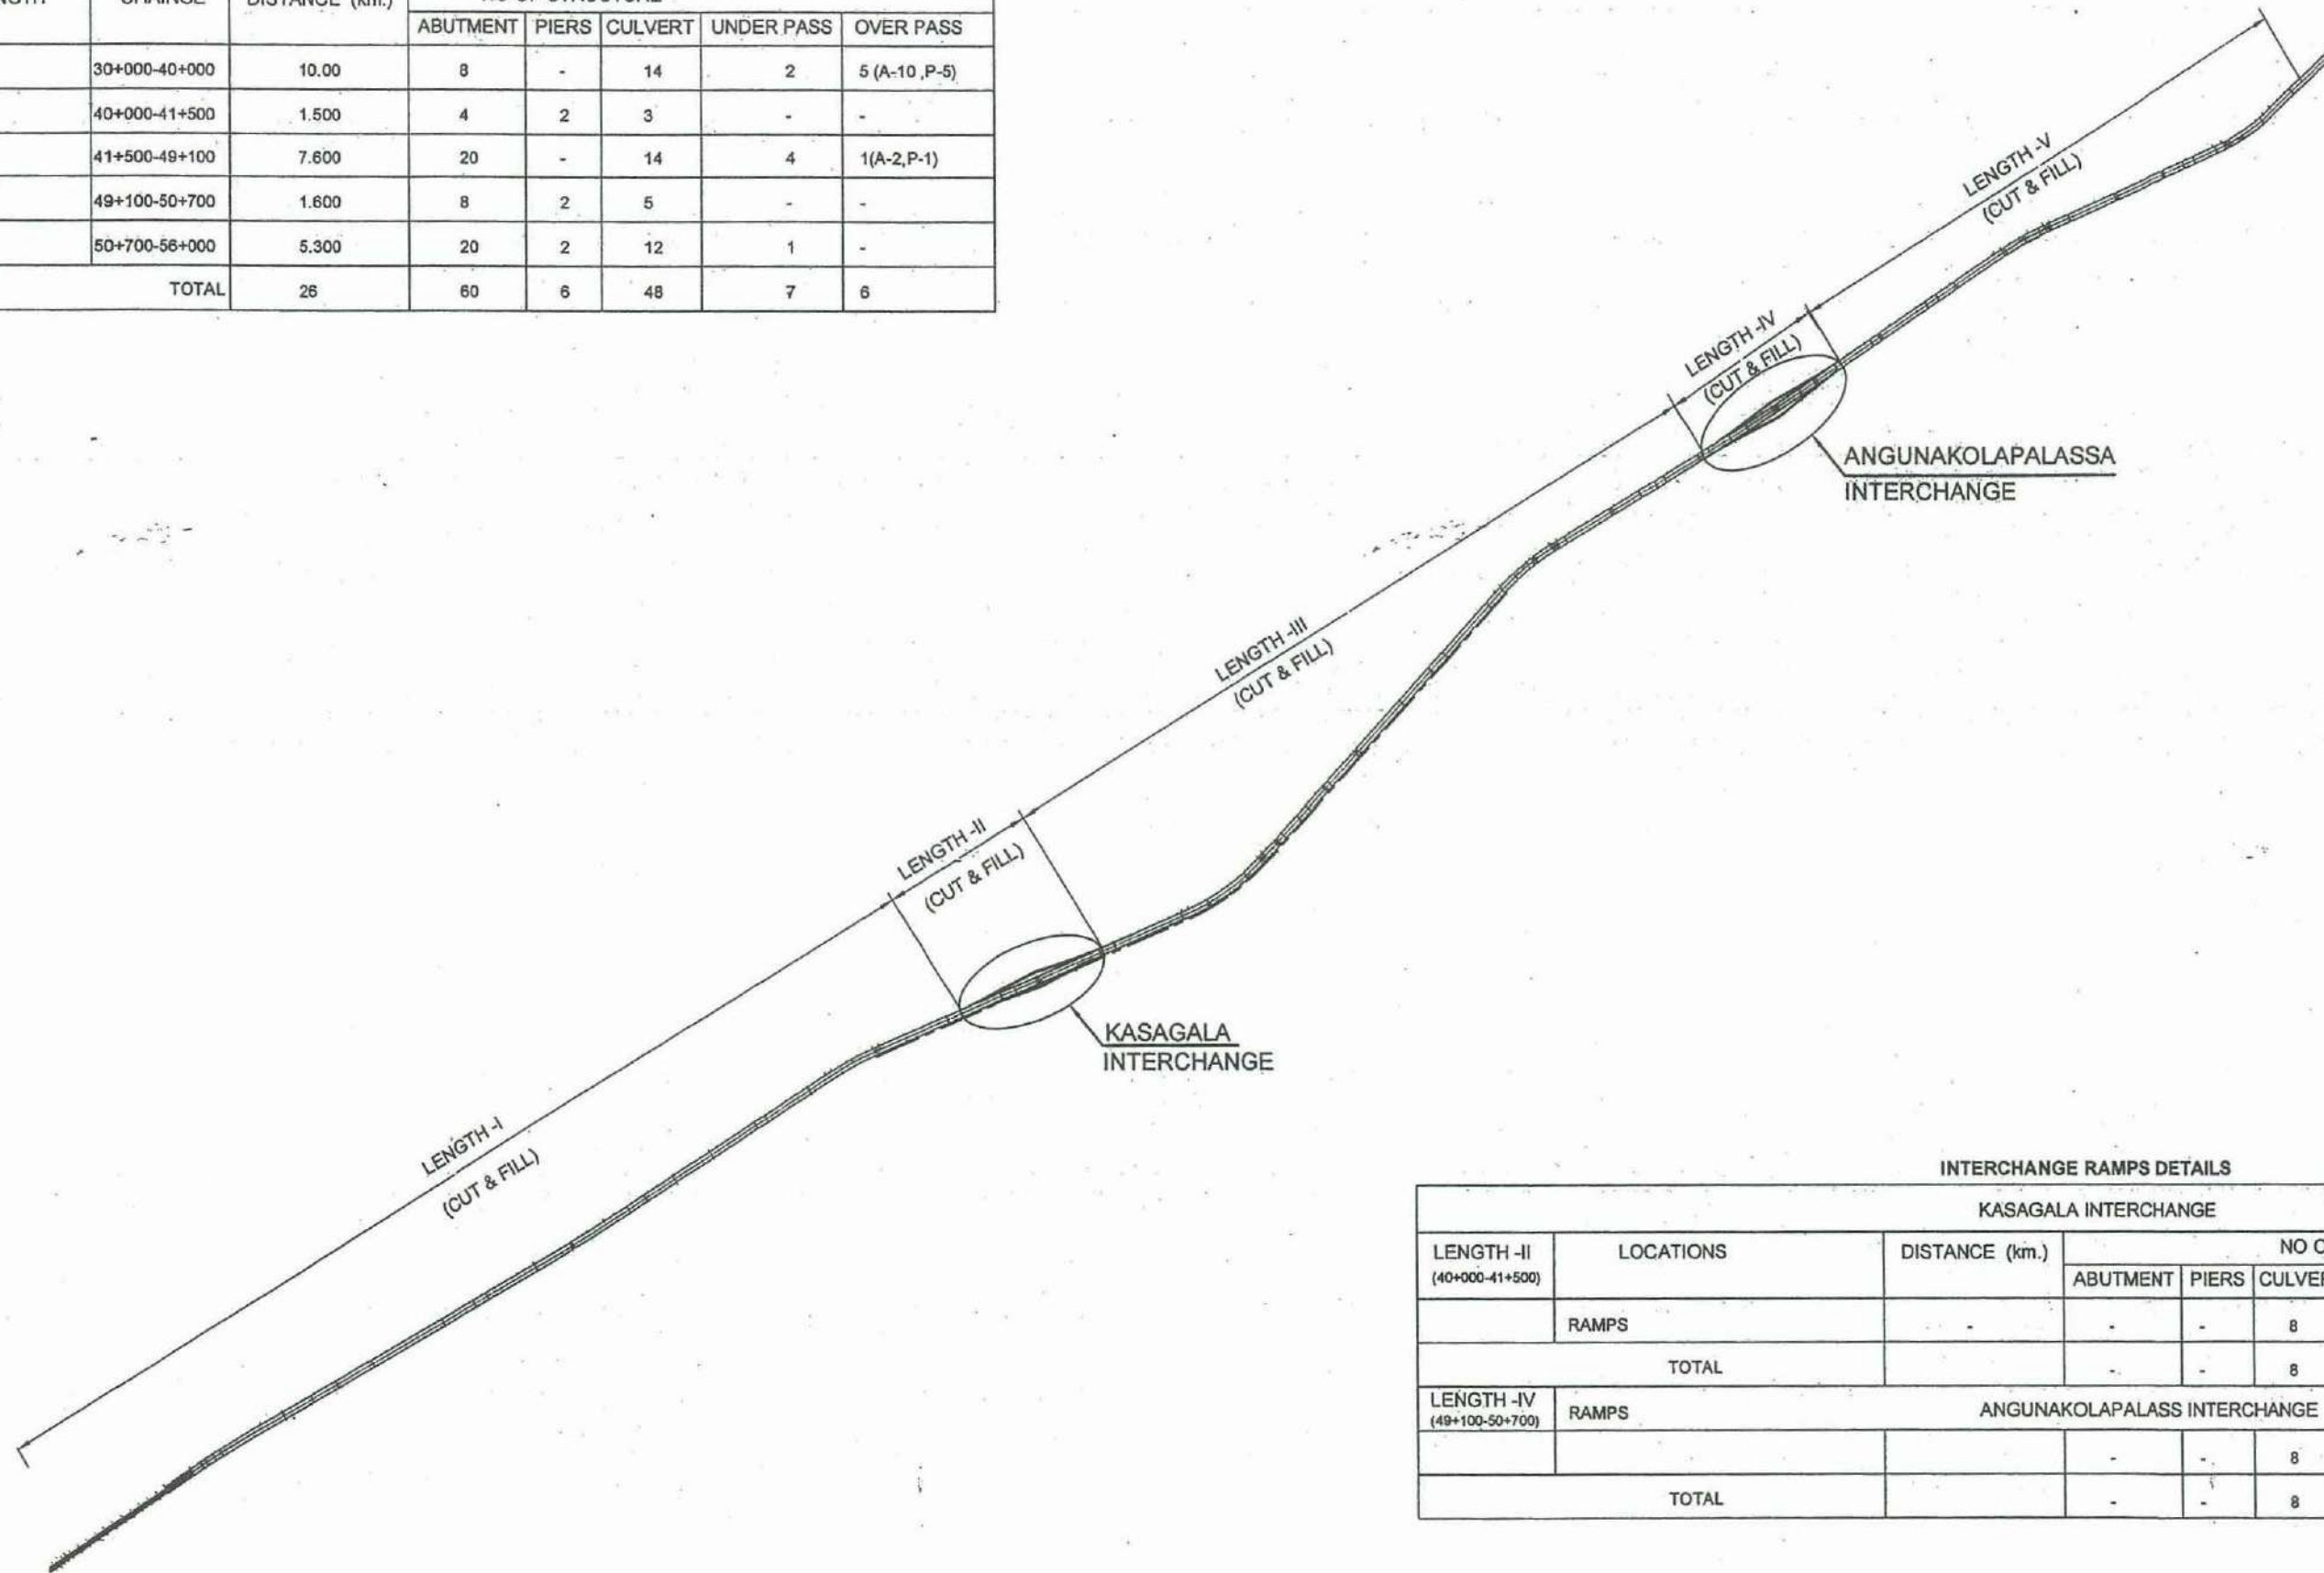 DISTANCE (km.)
ABUTMENT PIERS CULVERT UNDER PASS OVER PASS
30+000-40+000 10.00 8 - 14 2 5 (A-10 ,P-5)
40+000-41+500 1.500 4 2 3 - -
41+500-49+100 7.600 20 - 14 4 1(A-2,P-1)
49+100-50+700 1.600 8 2 5 - -
50+700-56+000 5.300 20 2 12 1 -
TOTAL 26 60 6 48 7 6
LENGTH -V
(CUT & FILL)
LENGTH -IV
(CUT & FILL)
ANGUNAKOLAPALASSA
INTERCHANGE
LENGTH -III
(CUT & FILL)
LENGTH -II
(CUT & FILL)
KASAGALA
INTERCHANGE
LENGTH -I
(CUT & FILL)
INTERCHANGE RAMPS DETAILS
KASAGALA INTERCHANGE
LENGTH -II LOCATIONS DISTANCE (km.) NO
(40+000-41+500) ABUTMENT PIERS CULVE
RAMPS - - - 8
TOTAL - - 8
LENGTH -IV RAMPS ANGUNAKOLAPALASS INTERCHANGE
(49+100-50+700)
- - 8
TOTAL - - 8